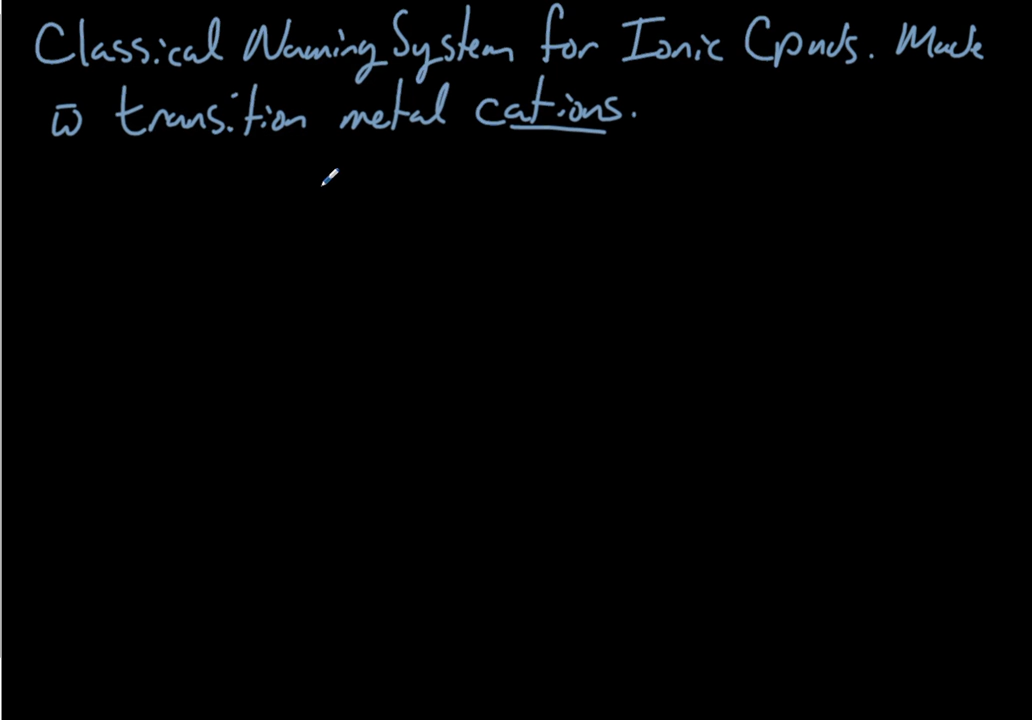 Classical Naming System for Ionic Cpnds. Made
w̄ transition metal cations.